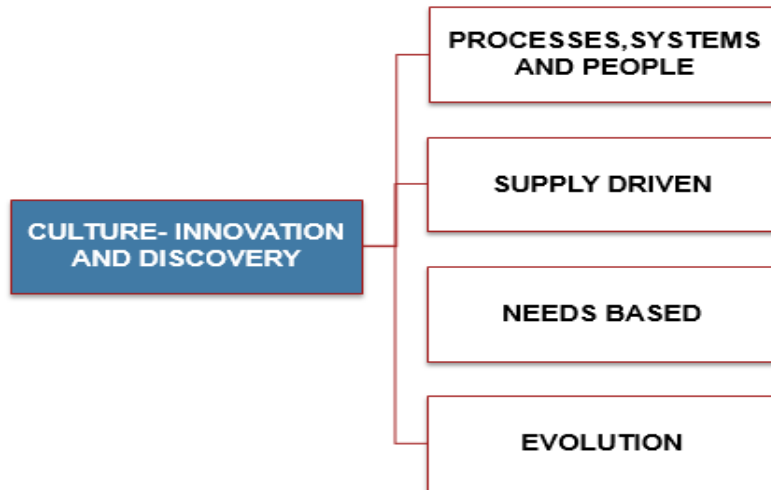 PROCESSES,SYSTEMS
AND PEOPLE
SUPPLY DRIVEN
CULTURE- INNOVATION
AND DISCOVERY
NEEDS BASED
EVOLUTION